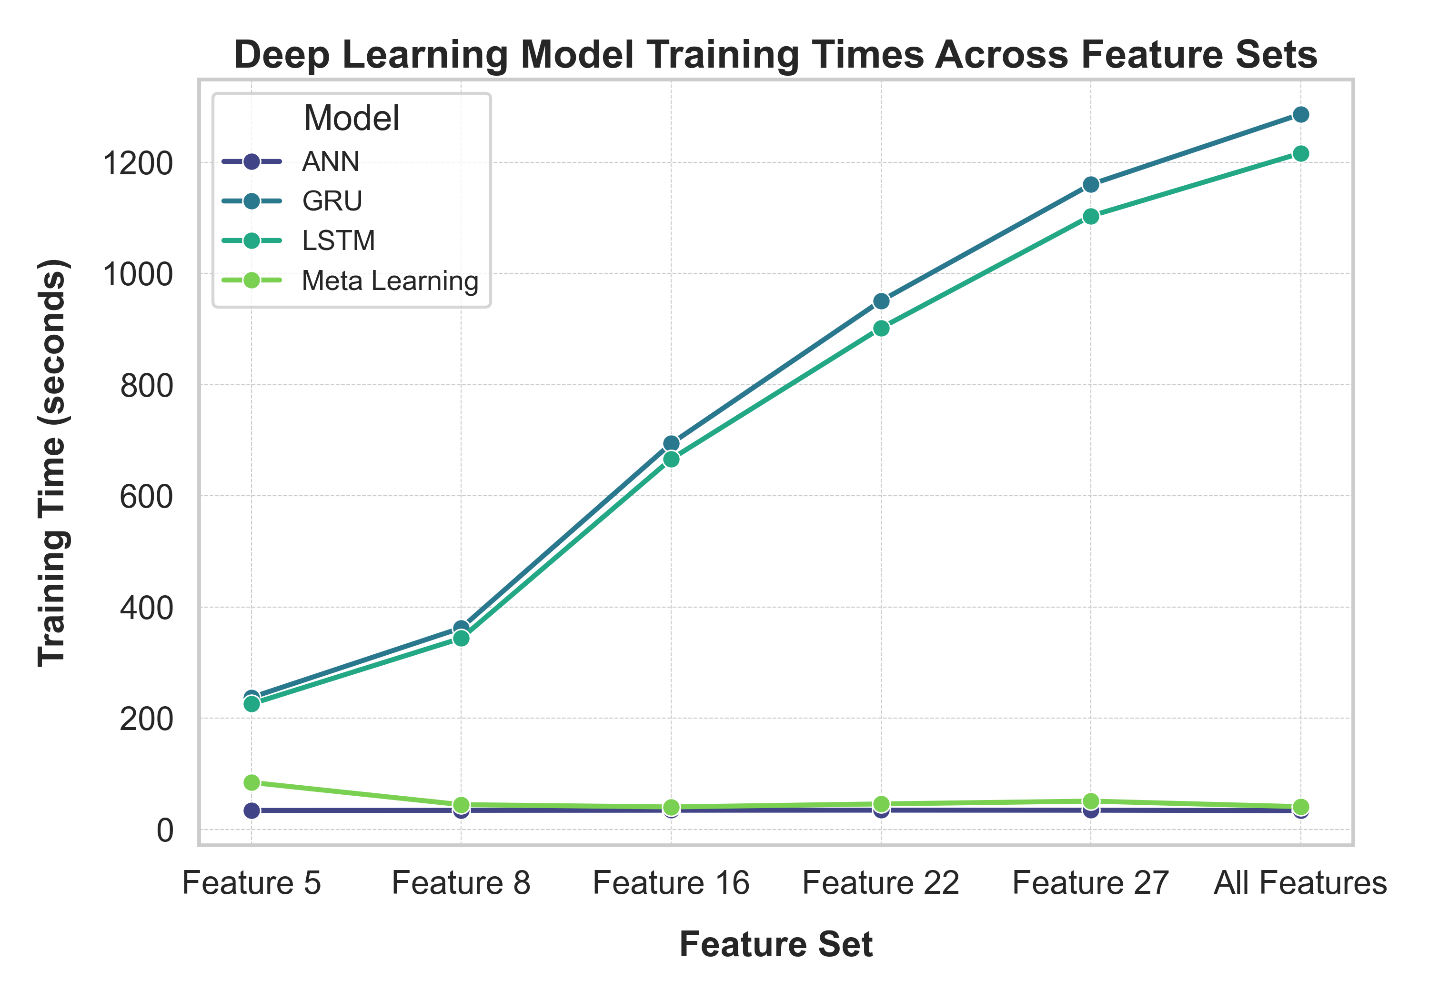 Deep Learning Model Training Times Across Feature Sets
Model
ANN
GRU
LSTM
Meta Learning
Training Time (seconds)
1200
1000
800
600
400
200
0
Feature 5 Feature 8 Feature 16 Feature 22 Feature 27 All Features
Feature Set